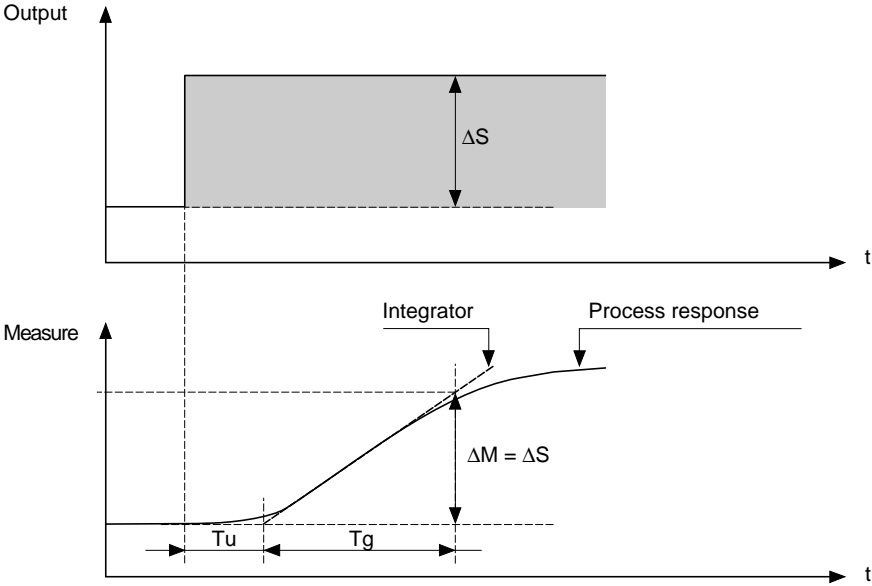 Output
ΔS
t
Integrator
Process response
Measure
ΔM = ΔS
Tu
Tg
t